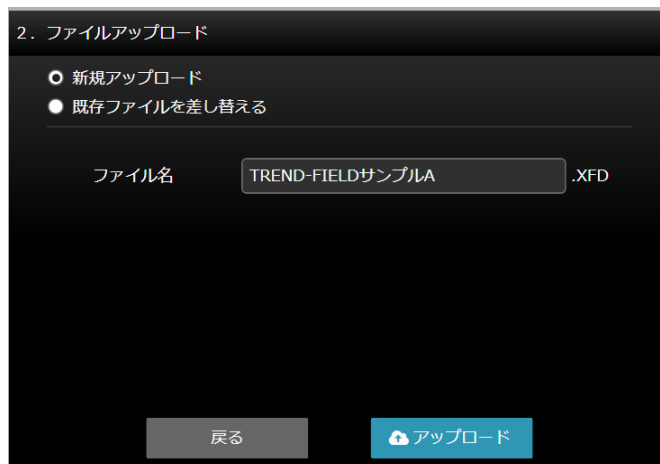 2. ファイルアップロード
新規アップロード
既存ファイルを差し替える
ファイル名 TREND-FIELDサンプルA .XFD
戻る アップロード